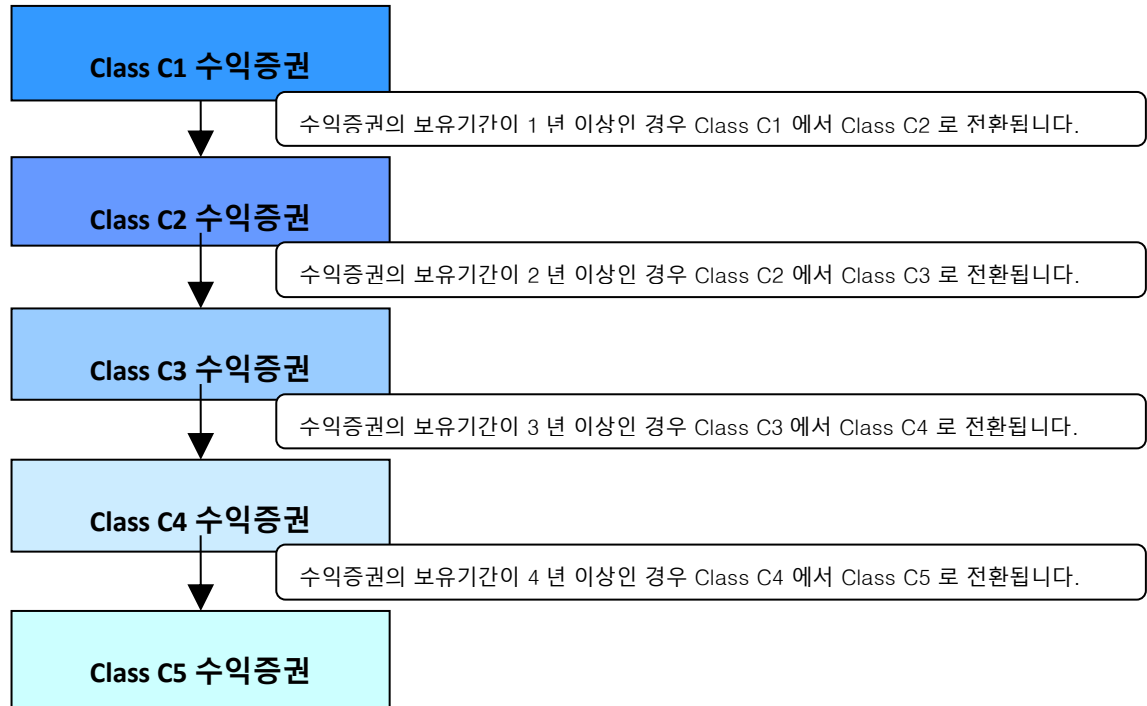 Class C1 수익증권
수익증권의 보유기간이 1 년 이상인 경우 Class C1 에서 Class C2 로 전환됩니다.
Class C2 수익증권
수익증권의 보유기간이 2 년 이상인 경우 Class C2 에서 Class C3 로 전환됩니다.
Class C3 수익증권
수익증권의 보유기간이 3 년 이상인 경우 Class C3 에서 Class C4 로 전환됩니다.
Class C4 수익증권
수익증권의 보유기간이 4 년 이상인 경우 Class C4 에서 Class C5 로 전환됩니다.
Class C5 수익증권